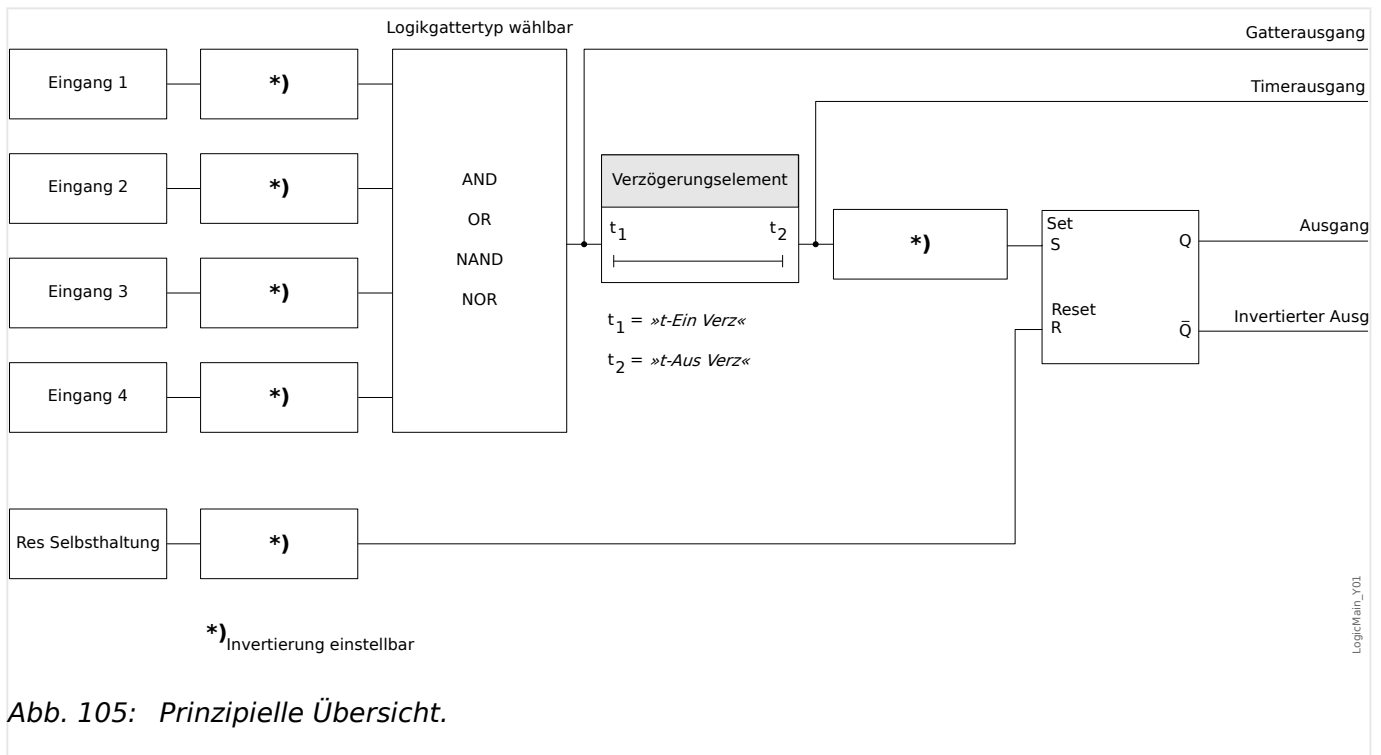 Logikgattertyp wählbar
Gatterausgang
Timerausgang
Eingang 1
*)
Eingang 2
*)
AND
OR
NAND
NOR
Verzögerungselement
t1
t2
*)
Set
S
Q
Ausgang
Reset
R
Q̅
Invertierter Ausg
Eingang 3
*)
t1 = »t-Ein Verz«
t2 = »t-Aus Verz«
Eingang 4
*)
Res Selbsthaltung
*)
*)Invertierung einstellbar
LogicMain_Y01
Abb. 105: Prinzipielle Übersicht.